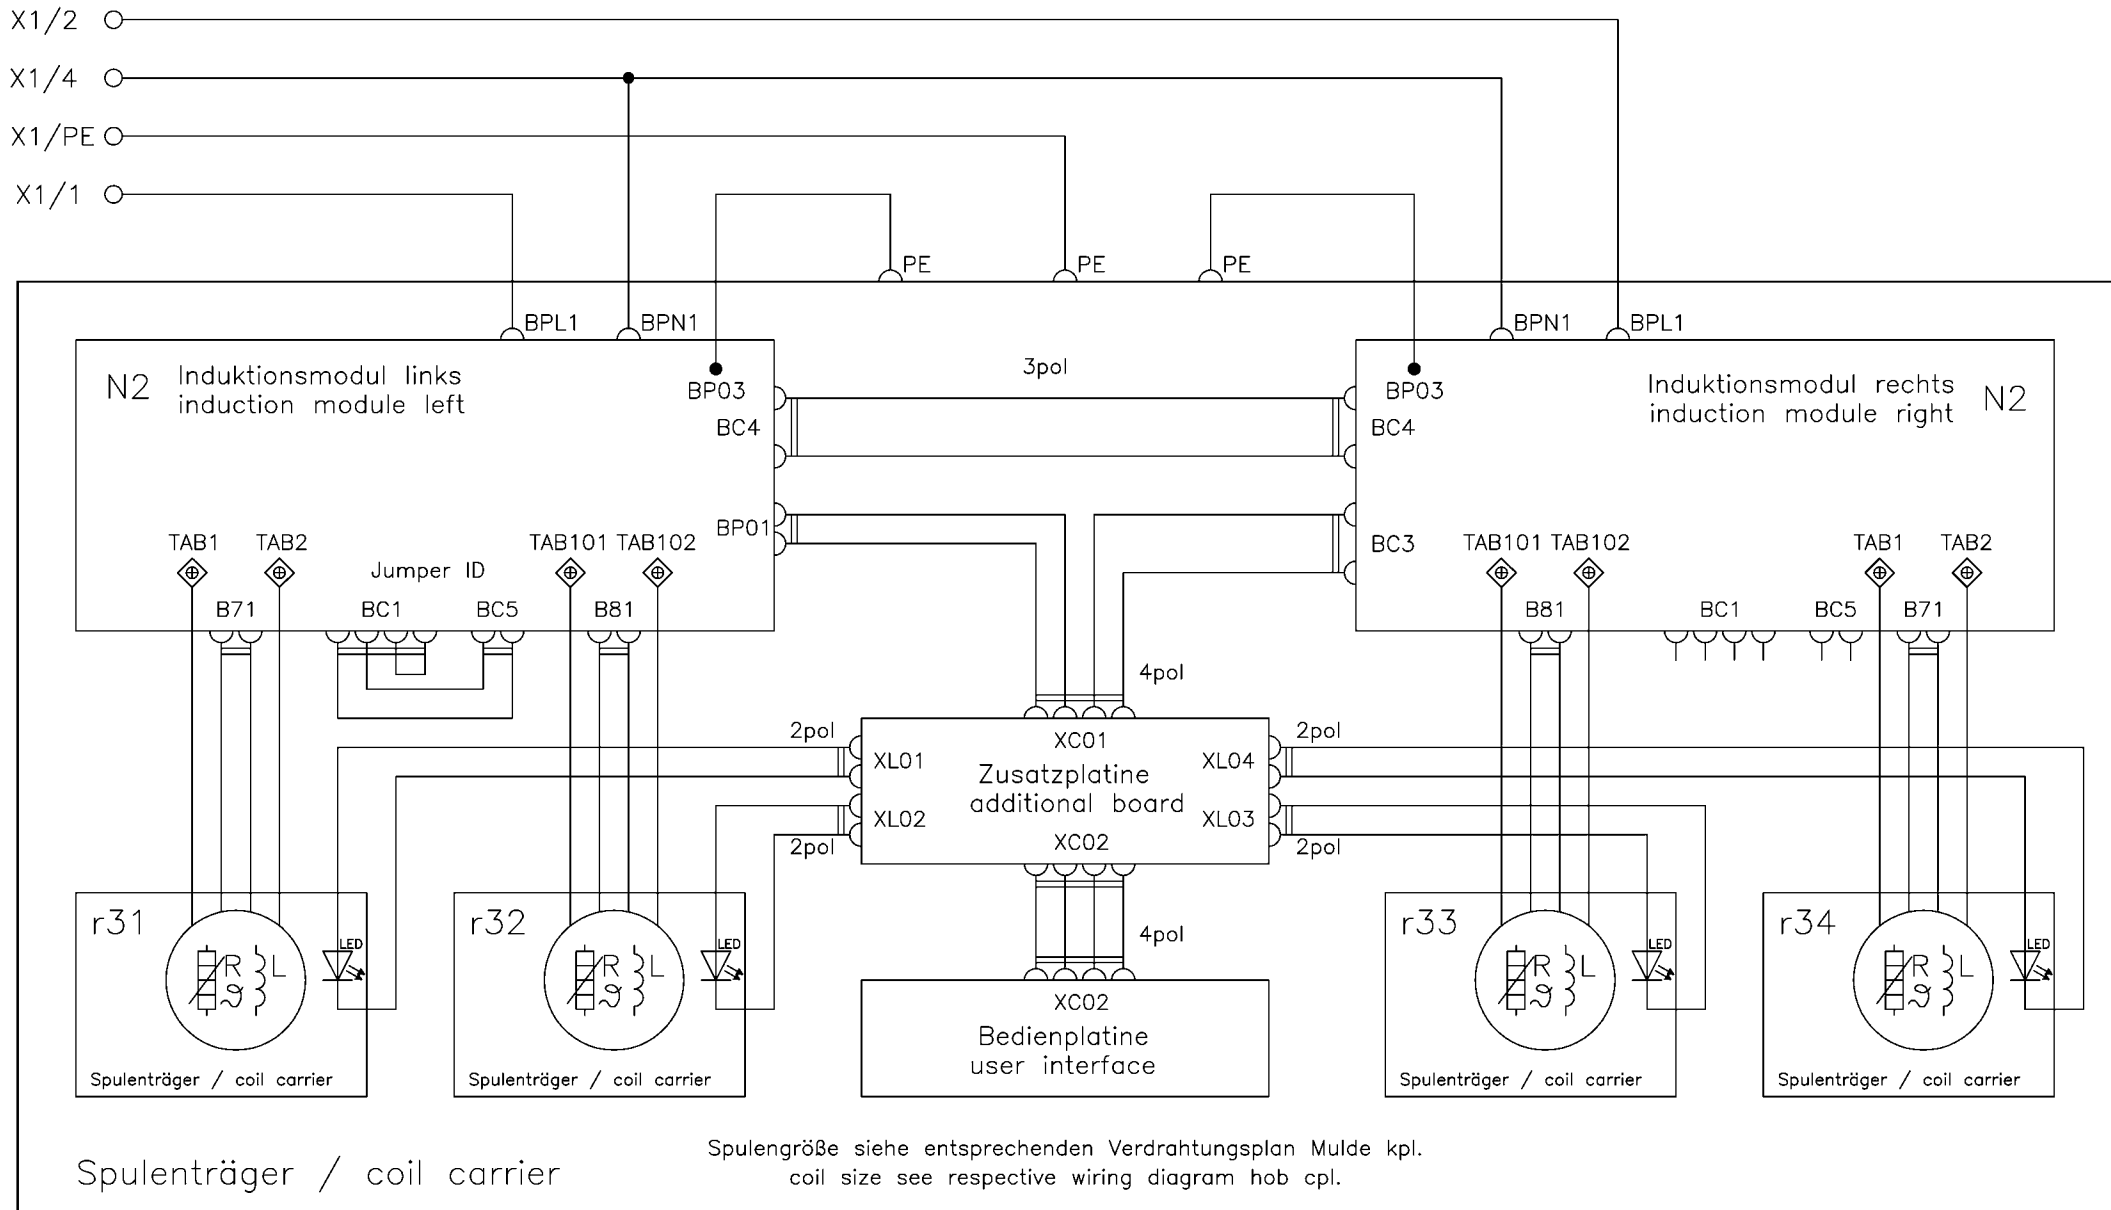 X1/2
X1/4
X1/PE
X1/1
PE
PE
PE
BPL1
BPN1
BPN1
BPL1
N2
Induktionsmodul links
induction module left
BP03
BC4
3pol
BP03
BC4
Induktionsmodul rechts
induction module right
N2
BP01
BC3
TAB1
TAB2
Jumper ID
TAB101
TAB102
TAB101
TAB102
TAB1
TAB2
B71
BC1
BC5
B81
B81
BC1
BC5
B71
4pol
2pol
2pol
XC01
XL01
XL04
Zusatzplatine
additional board
XL02
XL03
XC02
2pol
2pol
4pol
r31
LED
R
L
ϑ
Spulenträger / coil carrier
r32
LED
R
L
ϑ
Spulenträger / coil carrier
XC02
Bedienplatine
user interface
r33
LED
R
L
ϑ
Spulenträger / coil carrier
r34
LED
R
L
ϑ
Spulenträger / coil carrier
Spulenträger / coil carrier
Spulengröße siehe entsprechenden Verdrahtungsplan Mulde kpl.
coil size see respective wiring diagram hob cpl.